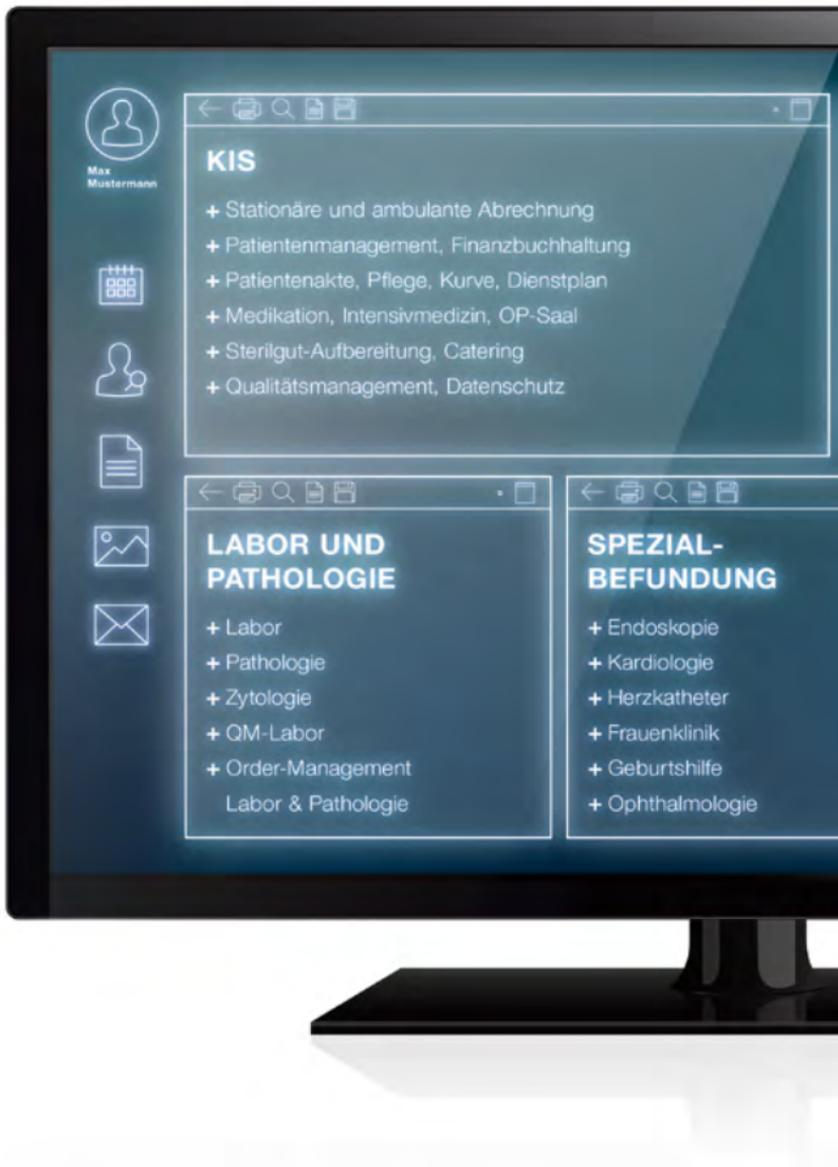 Max
Mustermann
KIS
+ Stationäre und ambulante Abrechnung
+ Patientenmanagement, Finanzbuchhaltung
+ Patientenakte, Pflege, Kurve, Dienstplan
+ Medikation, Intensivmedizin, OP-Saal
+ Sterilgut-Aufbereitung, Catering
+ Qualitätsmanagement, Datenschutz
LABOR UND
PATHOLOGIE
+ Labor
+ Pathologie
+ Zytologie
+ QM-Labor
+ Order-Management
Labor & Pathologie
SPEZIAL-
BEFUNDUNG
+ Endoskopie
+ Kardiologie
+ Herzkatheter
+ Frauenklinik
+ Geburtshilfe
+ Ophthalmologie